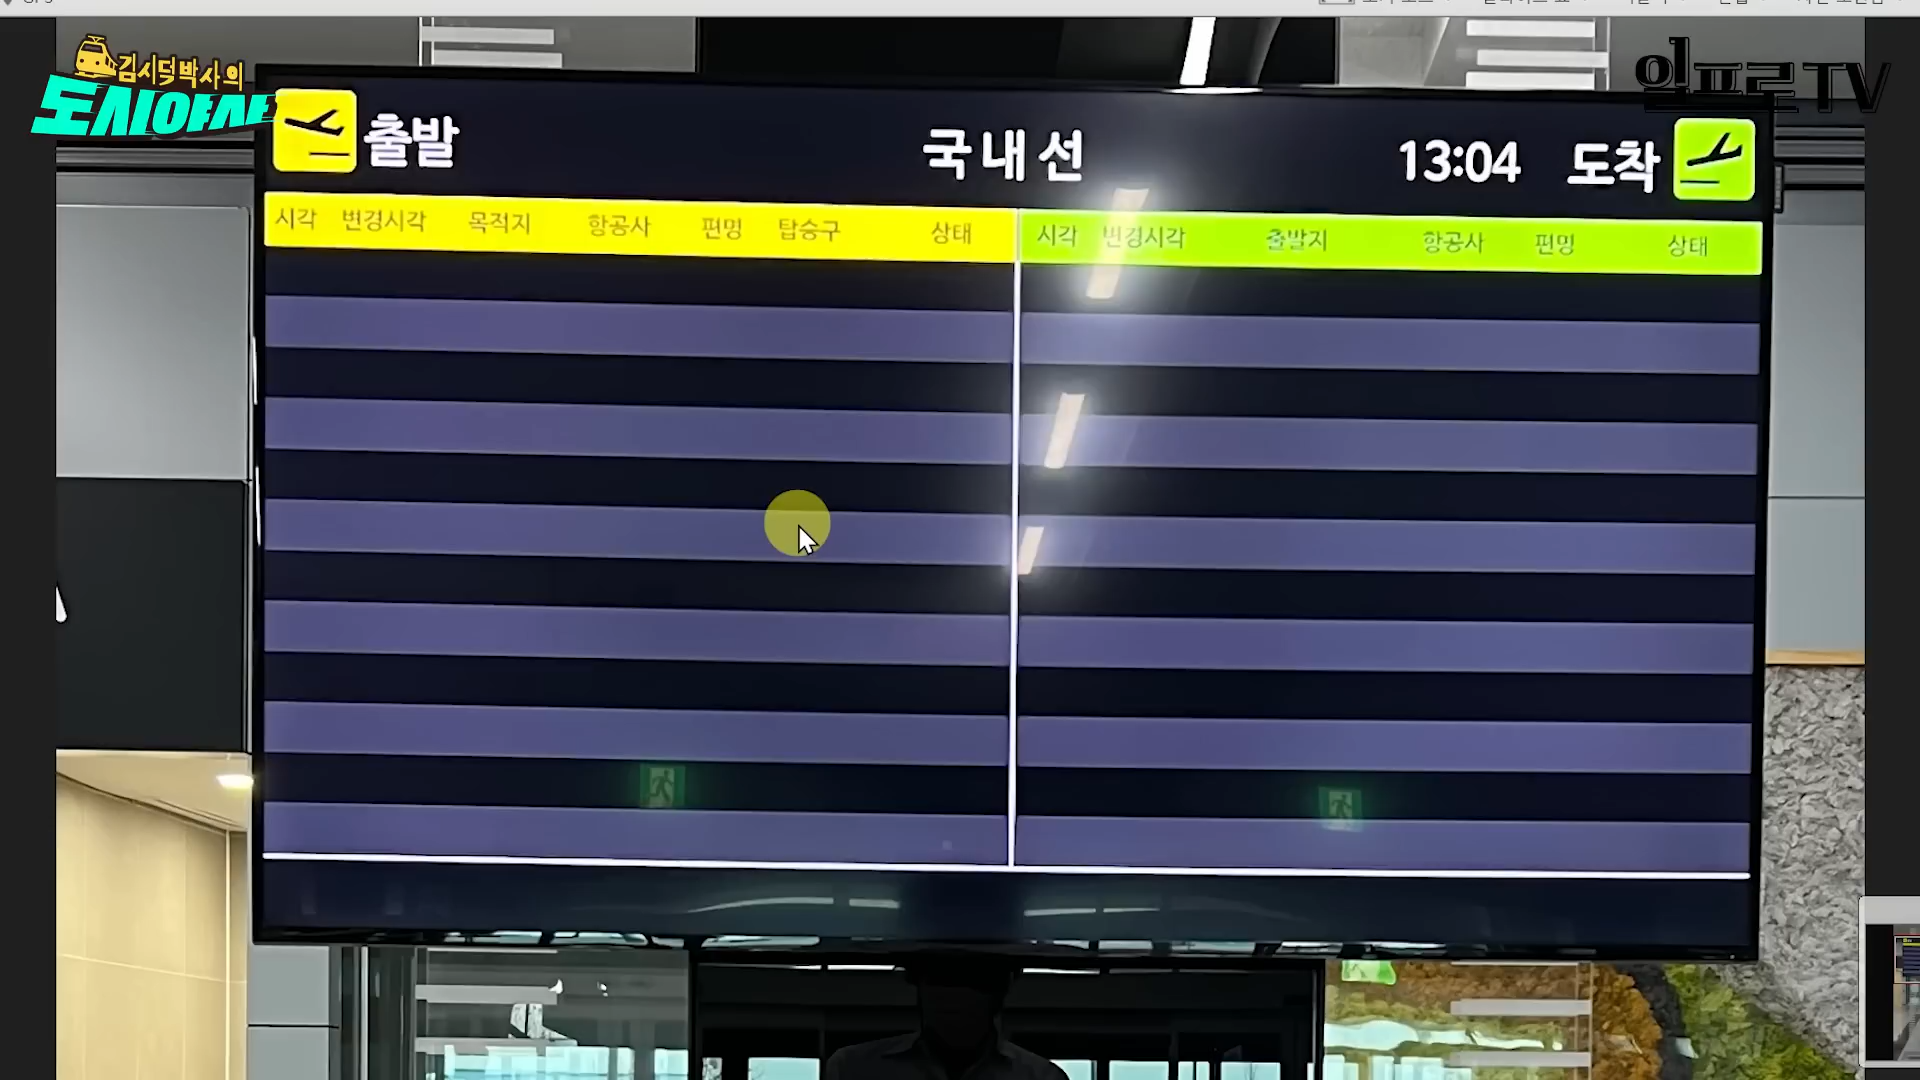 김시덕박사의
도시야사
일프로TV
출발
국내선
13:04
도착
시각 변경시각 목적지 항공사 편명 탑승구 상태
시각 변경시각 출발지 항공사 편명 상태